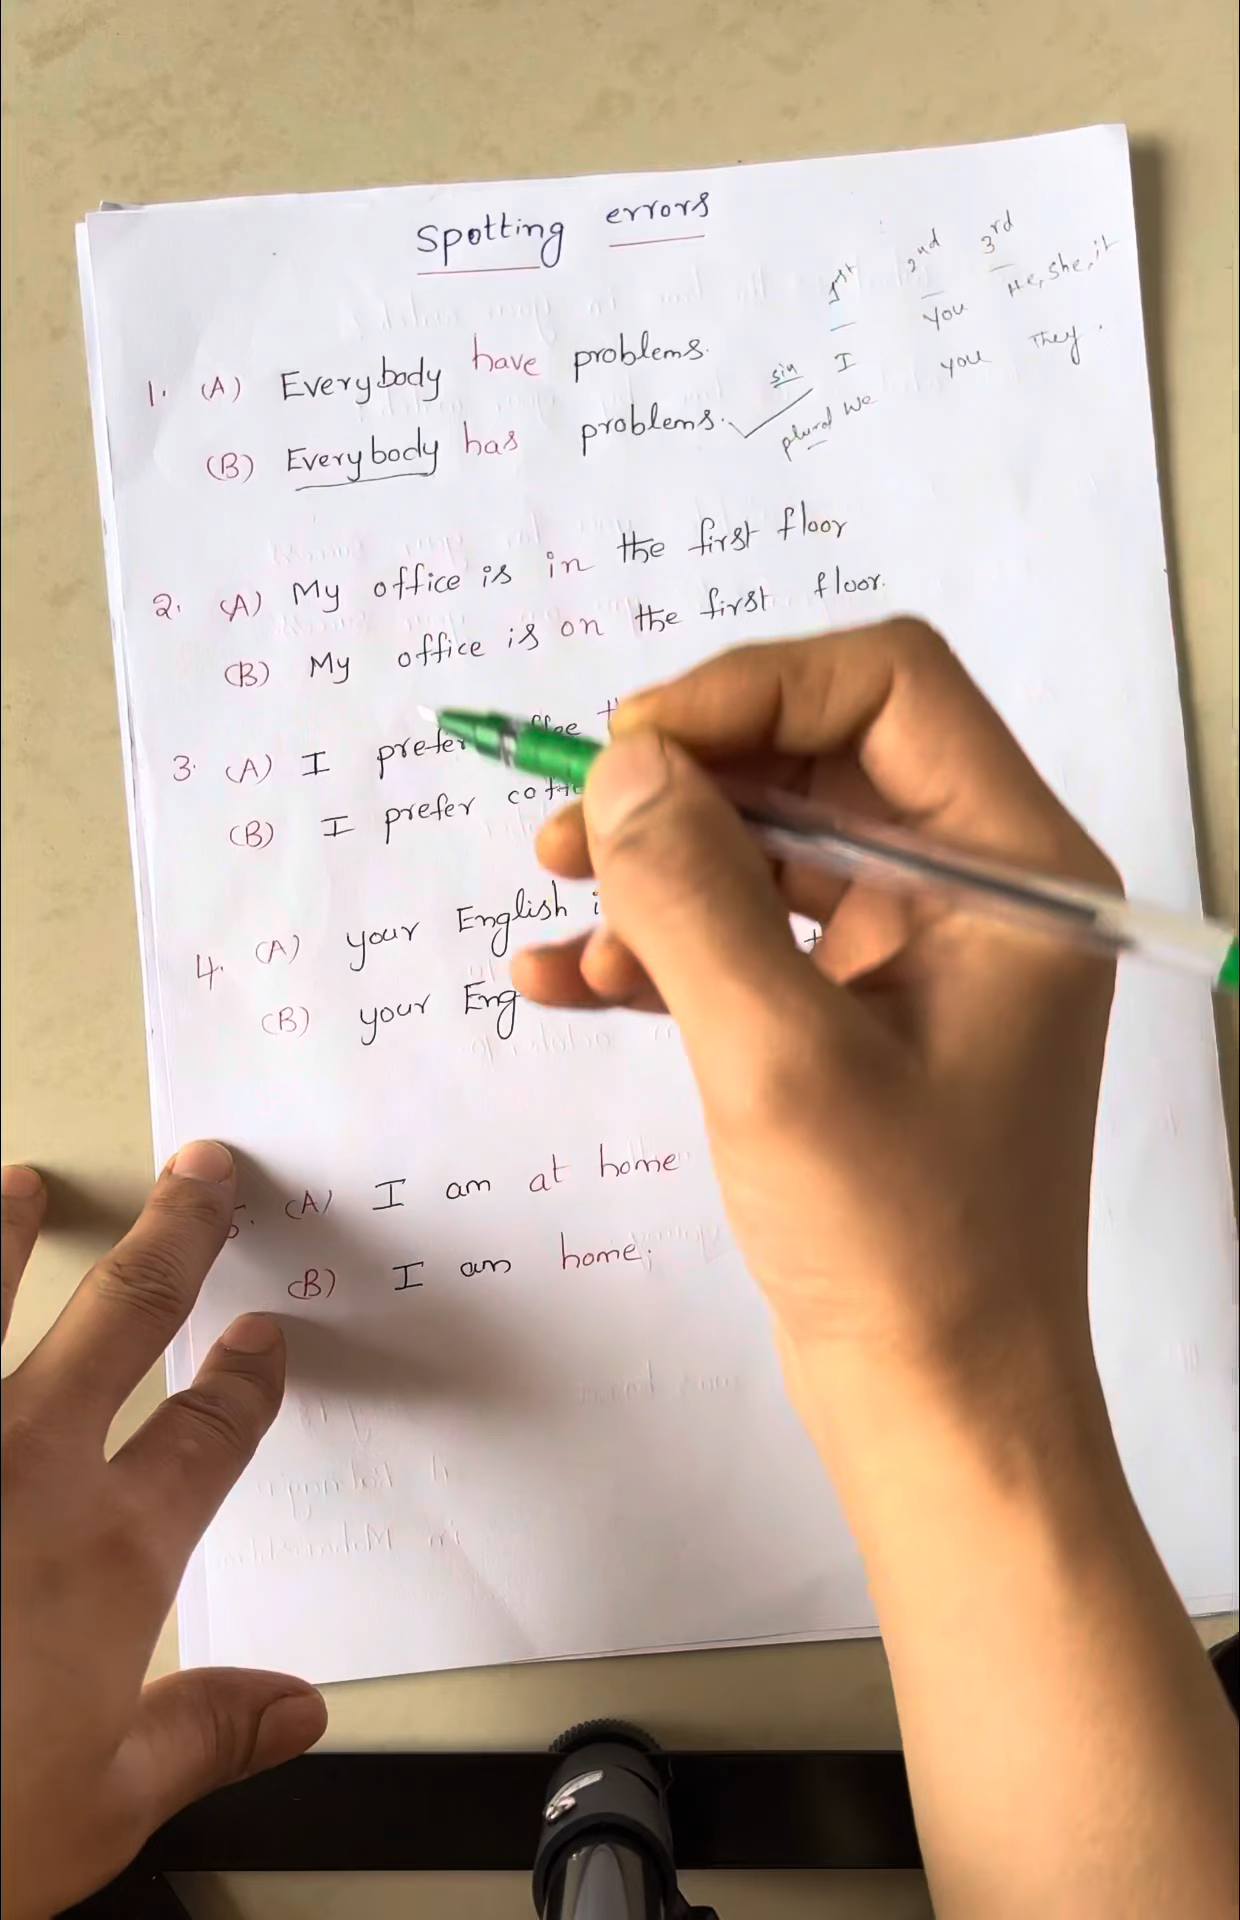 Spotting errors
1st 2nd 3rd
sin I You He, She, it
plural We you They.
1. (A) Everybody have problems.
(B) Everybody has problems.
2. (A) My office is in the first floor
(B) My office is on the first floor.
3. (A) I prefer
(B) I prefer
4. (A) your English
(B) your Eng
5. (A) I am at home
(B) I am home.